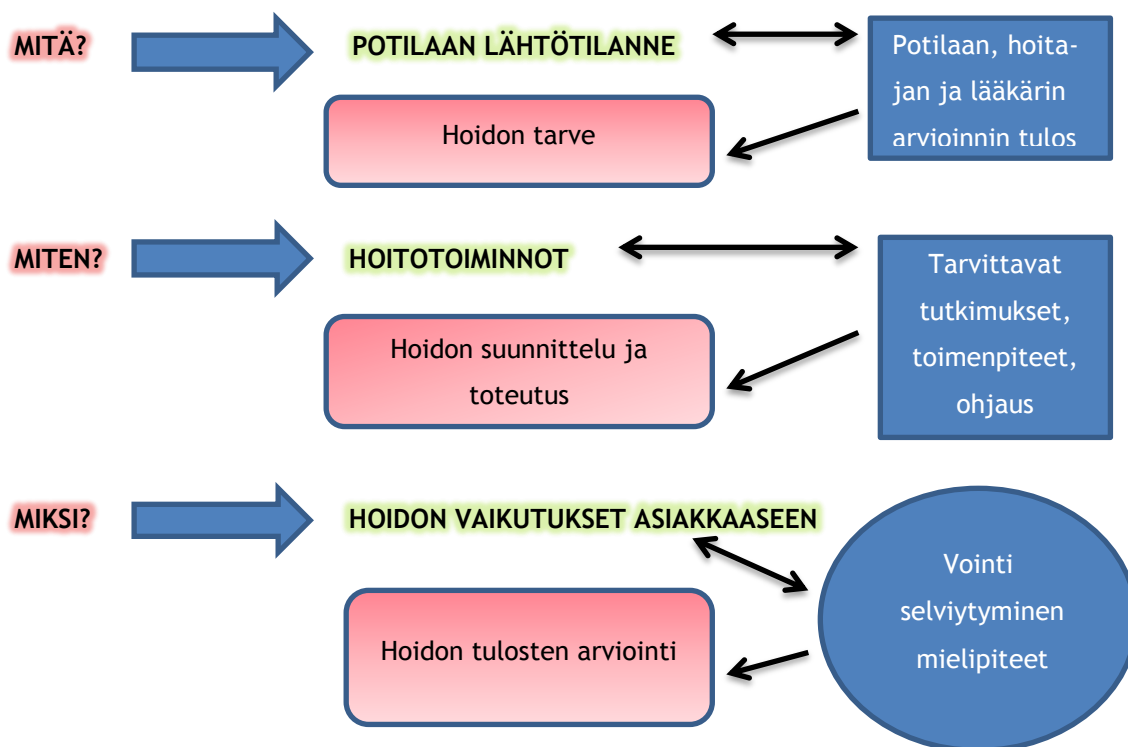 MITÄ?
POTILAAN LÄHTÖTILANNE
Potilaan, hoita-
jan ja lääkärin
arvioinnin tulos
Hoidon tarve
MITEN?
HOITOTOIMINNOT
Tarvittavat
tutkimukset,
toimenpiteet,
ohjaus
Hoidon suunnittelu ja
toteutus
MIKSI?
HOIDON VAIKUTUKSET ASIAKKAASEEN
Vointi
selviytyminen
mielipiteet
Hoidon tulosten arviointi